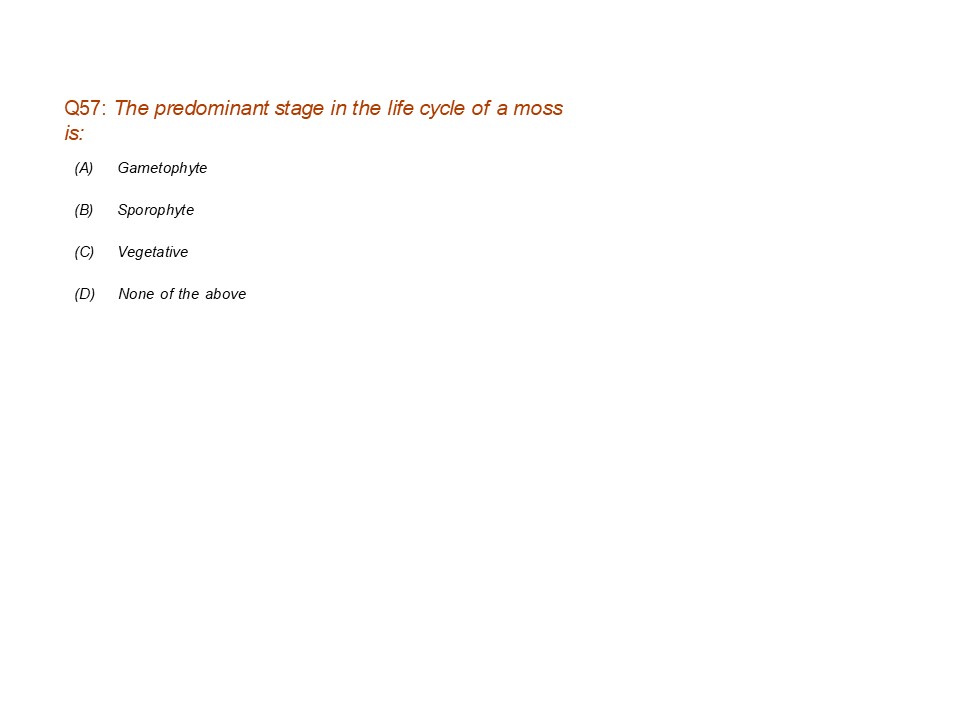 Q57: The predominant stage in the life cycle of a moss
is:
(A) Gametophyte
(B) Sporophyte
(C) Vegetative
(D) None of the above